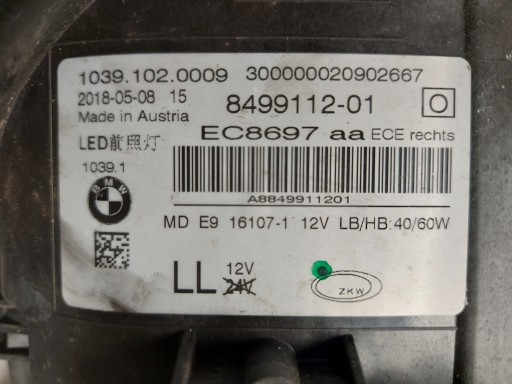 1039.102.0009 300000020902667
2018-05-08 15
8499112-01
Made in Austria
EC8697 aa ECE rechts
LED前照灯
1039.1
BMW
A8849911201
MD E9 16107-1 12V LB/HB:40/60W
LL 12V
24V
ZKW